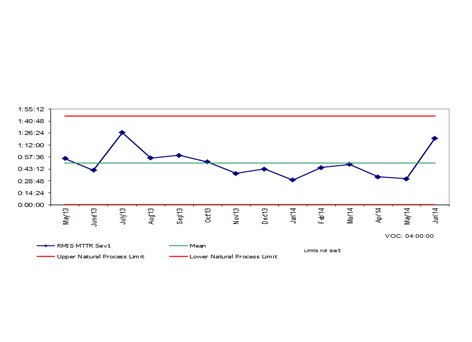 1:55:12
1:40:48
1:26:24
1:12:00
0:57:36
0:43:12
0:28:48
0:14:24
0:00:00
May'13 June'13 July'13 Aug'13 Sept'13 Oct'13 Nov'13 Dect'13 Jan'14 Feb'14 Mar'14 Apr'14 May'14 Jun'14
VOC: 04:00:00
RMIS MTTR Sev1 Mean
Limits not set
Upper Natural Process Limit Lower Natural Process Limit